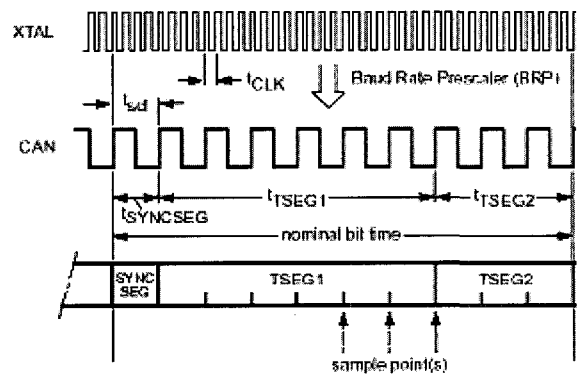 XTAL
tCLK
Baud Rate Prescaler (BRP)
tscl
CAN
tSYNCSEG
tTSEG1
tTSEG2
nominal bit time
SYNC
SEG
TSEG1
TSEG2
sample point(s)